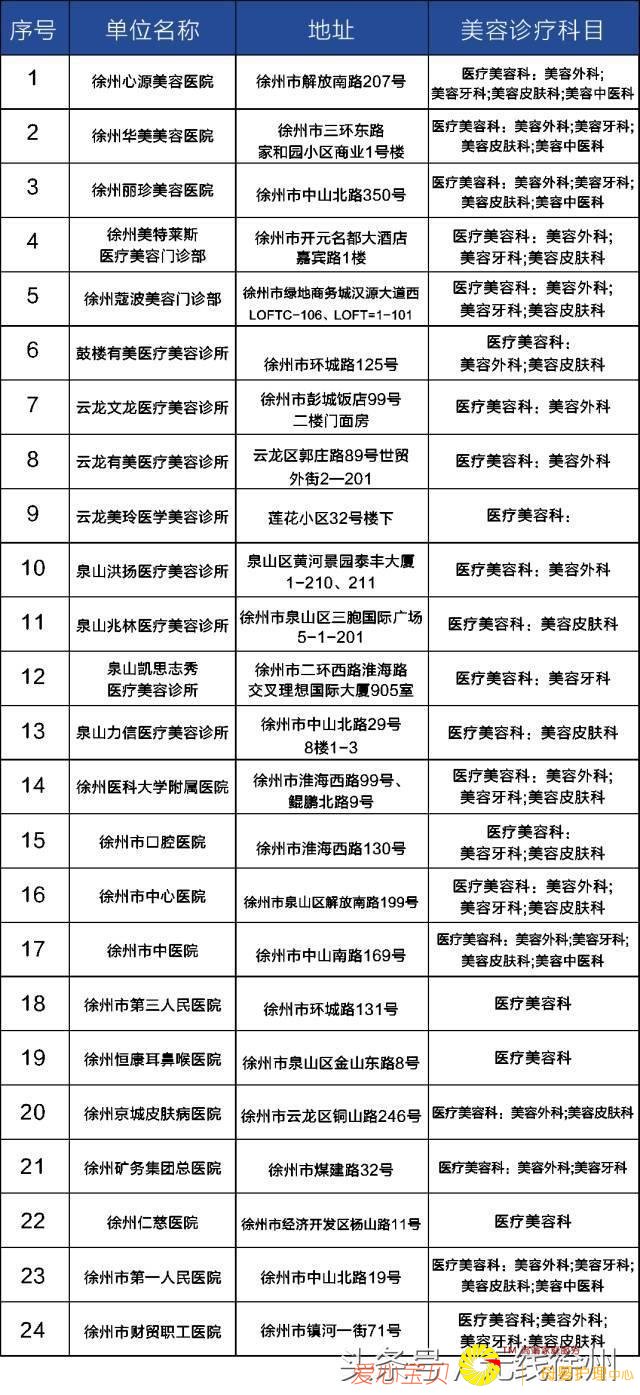 序号 单位名称 地址 美容诊疗科目
1 徐州心源美容医院 徐州市解放南路207号 医疗美容科：美容外科;
美容牙科;美容皮肤科;美容中医科
2 徐州华美美容医院 徐州市三环东路
家和园小区商业1号楼 医疗美容科：美容外科;美容牙科;
美容皮肤科;美容中医科
3 徐州丽珍美容医院 徐州市中山北路350号 医疗美容科：美容外科;美容牙科;
美容皮肤科;美容中医科
4 徐州美特莱斯
医疗美容门诊部 徐州市开元名都大酒店
嘉宾路1楼 医疗美容科：美容外科;
美容牙科;美容皮肤科
5 徐州蔻波美容门诊部 徐州市绿地商务城汉源大道西
LOFTC-106、LOFT=1-101 医疗美容科：美容外科;
美容牙科;美容皮肤科
6 鼓楼有美医疗美容诊所 徐州市环城路125号 医疗美容科：
美容外科;美容皮肤科
7 云龙文龙医疗美容诊所 徐州市彭城饭店99号
二楼门面房 医疗美容科：美容外科
8 云龙有美医疗美容诊所 云龙区郭庄路89号世贸
外街2—201 医疗美容科：美容外科
9 云龙美玲医学美容诊所 莲花小区32号楼下 医疗美容科：
10 泉山洪扬医疗美容诊所 泉山区黄河景园泰丰大厦
1-210、211 医疗美容科：美容外科
11 泉山兆林医疗美容诊所 徐州市泉山区三胞国际广场
5-1-201 医疗美容科：美容皮肤科
12 泉山凯思志秀
医疗美容诊所 徐州市二环西路淮海路
交叉理想国际大厦905室 医疗美容科：美容牙科
13 泉山力信医疗美容诊所 徐州市中山北路29号
8楼1-3 医疗美容科：美容皮肤科
14 徐州医科大学附属医院 徐州市淮海西路99号、
鲲鹏北路9号 医疗美容科：美容外科;
美容牙科;美容皮肤科
15 徐州市口腔医院 徐州市淮海西路130号 医疗美容科：
美容牙科;美容皮肤科
16 徐州市中心医院 徐州市泉山区解放南路199号 医疗美容科：美容外科;
美容牙科;美容皮肤科
17 徐州市中医院 徐州市中山南路169号 医疗美容科：美容外科;美容牙科;
美容皮肤科;美容中医科
18 徐州市第三人民医院 徐州市环城路131号 医疗美容科
19 徐州恒康耳鼻喉医院 徐州市泉山区金山东路8号 医疗美容科
20 徐州京城皮肤病医院 徐州市云龙区铜山路246号 医疗美容科：美容外科;美容皮肤科
21 徐州矿务集团总医院 徐州市煤建路32号 医疗美容科：美容外科;美容牙科
22 徐州仁慈医院 徐州市经济开发区杨山路11号 医疗美容科
23 徐州市第一人民医院 徐州市中山北路19号 医疗美容科：美容外科;美容牙科;
美容皮肤科;美容中医科
24 徐州市财贸职工医院 徐州市镇河一街71号 医疗美容科;美容外科;
美容牙科;美容皮肤科
头条号
爱心宝贝